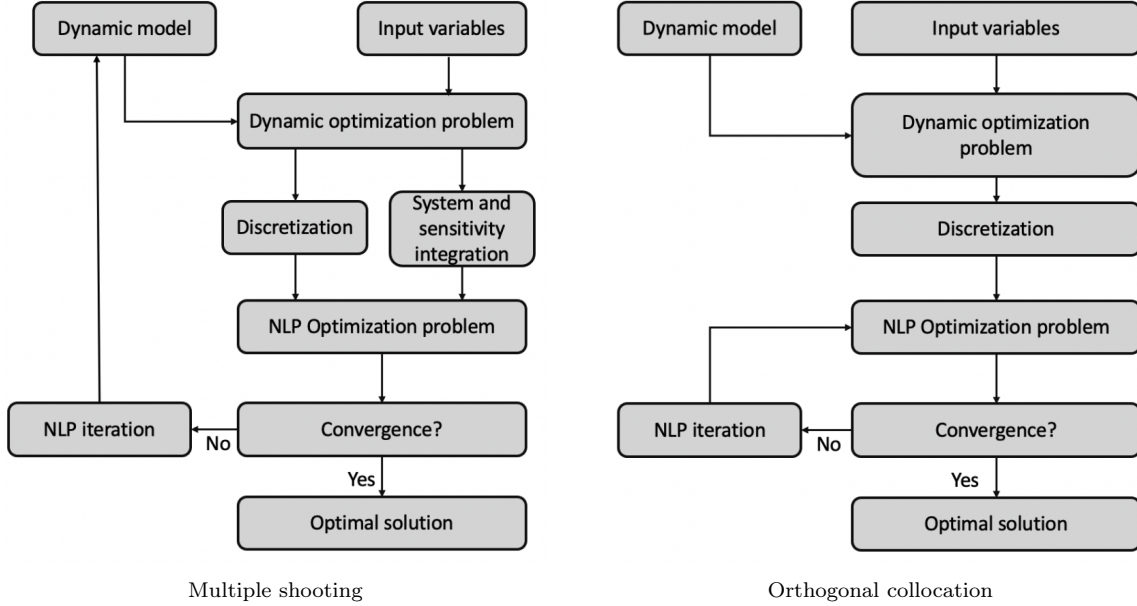 Dynamic model
Input variables
Dynamic optimization problem
Discretization
System and
sensitivity
integration
NLP Optimization problem
NLP iteration
No
Convergence?
Yes
Optimal solution
Multiple shooting
Dynamic model
Input variables
Dynamic optimization
problem
Discretization
NLP Optimization problem
NLP iteration
No
Convergence?
Yes
Optimal solution
Orthogonal collocation